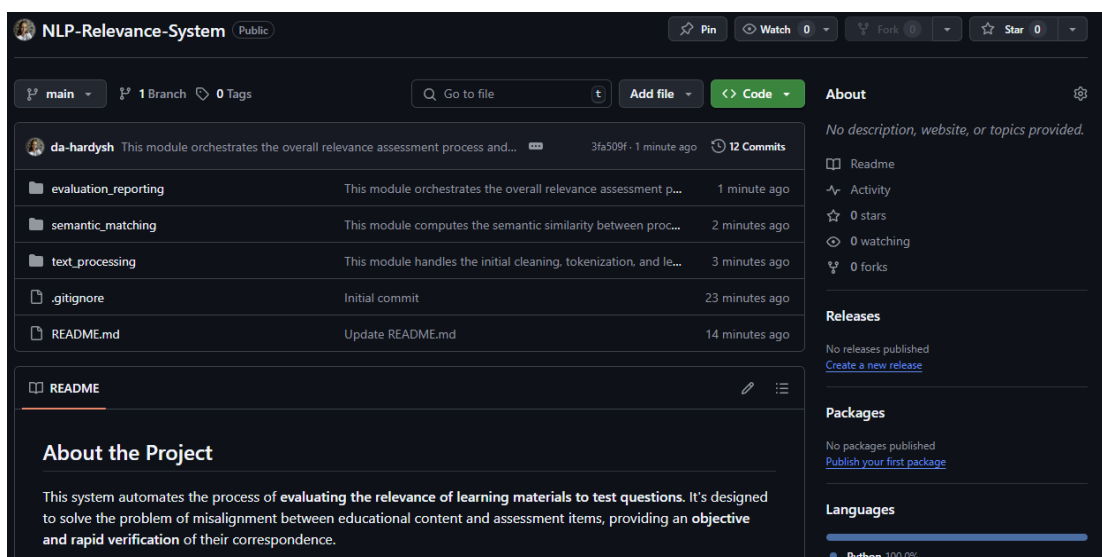 NLP-Relevance-System Public
Pin
Watch 0
Fork 0
Star 0
main
1 Branch
0 Tags
Go to file t
Add file
<> Code
da-hardysh This module orchestrates the overall relevance assessment process and... 3fa509f · 1 minute ago 12 Commits
evaluation_reporting This module orchestrates the overall relevance assessment p... 1 minute ago
semantic_matching This module computes the semantic similarity between proc... 2 minutes ago
text_processing This module handles the initial cleaning, tokenization, and le... 3 minutes ago
.gitignore Initial commit 23 minutes ago
README.md Update README.md 14 minutes ago
README
About the Project
This system automates the process of evaluating the relevance of learning materials to test questions. It's designed
to solve the problem of misalignment between educational content and assessment items, providing an objective
and rapid verification of their correspondence.
About
No description, website, or topics provided.
Readme
Activity
0 stars
0 watching
0 forks
Releases
No releases published
Create a new release
Packages
No packages published
Publish your first package
Languages
Python 100.0%